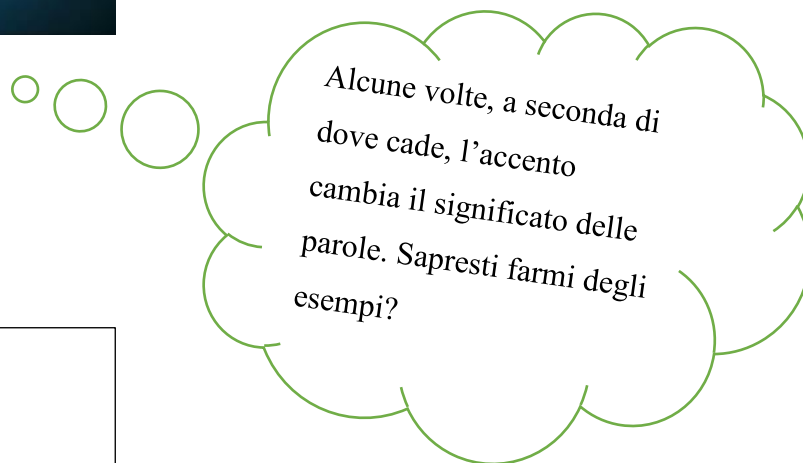 Alcune volte, a seconda di
dove cade, l’accento
cambia il significato delle
parole. Sapresti farmi degli
esempi?